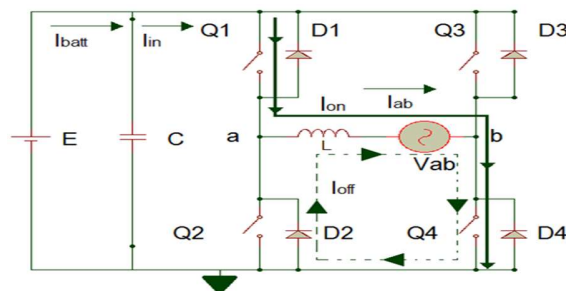 Q1 D1 Q3 D3
Ibatt Iin
Ion Iab
E C a L Vab b
Ioff
Q2 D2 Q4 D4